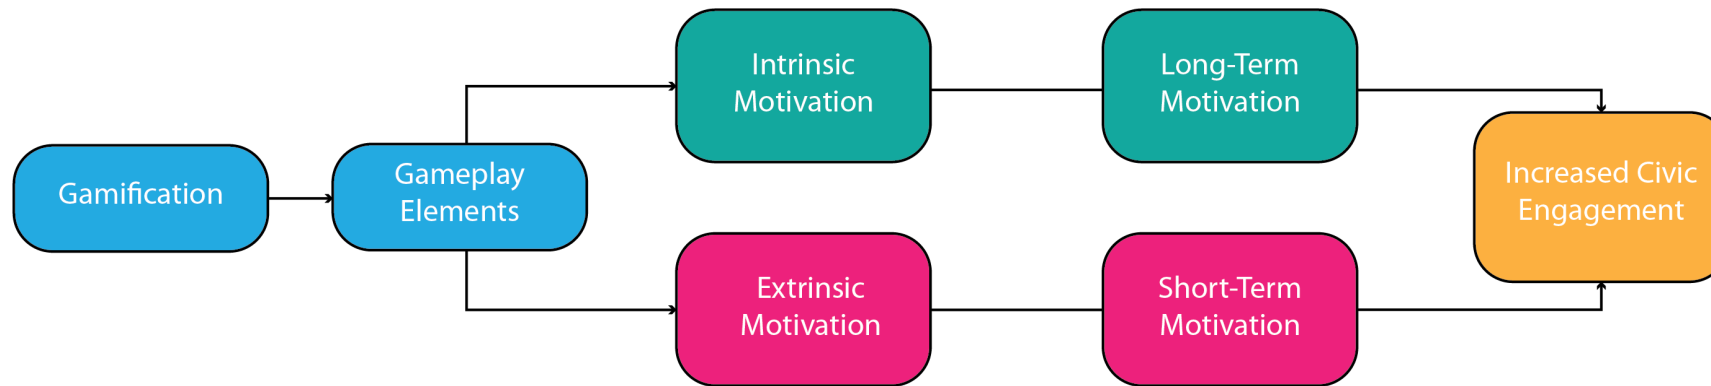 Gamification
Gameplay
Elements
Intrinsic
Motivation
Long-Term
Motivation
Extrinsic
Motivation
Short-Term
Motivation
Increased Civic
Engagement